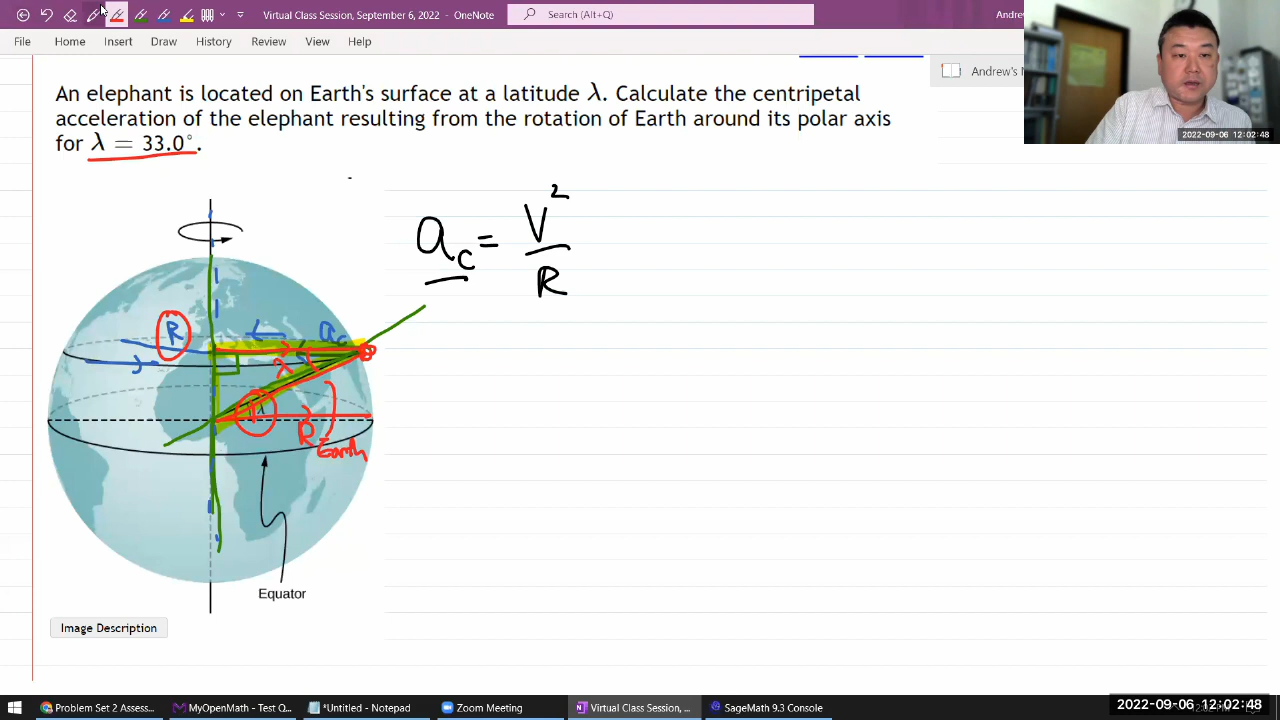 Virtual Class Session, September 6, 2022 - OneNote
Search (Alt+Q)
Andrew
File Home Insert Draw History Review View Help
Andrew's N
2022-09-06 12:02:48
An elephant is located on Earth's surface at a latitude λ. Calculate the centripetal
acceleration of the elephant resulting from the rotation of Earth around its polar axis
for λ = 33.0°.
a_c = V²/R
R
a_c
λ
λ
R_Earth
Equator
Image Description
Problem Set 2 Assess...
MyOpenMath - Test Q...
*Untitled - Notepad
Zoom Meeting
Virtual Class Session, ...
SageMath 9.3 Console
2022-09-06 12:02:48